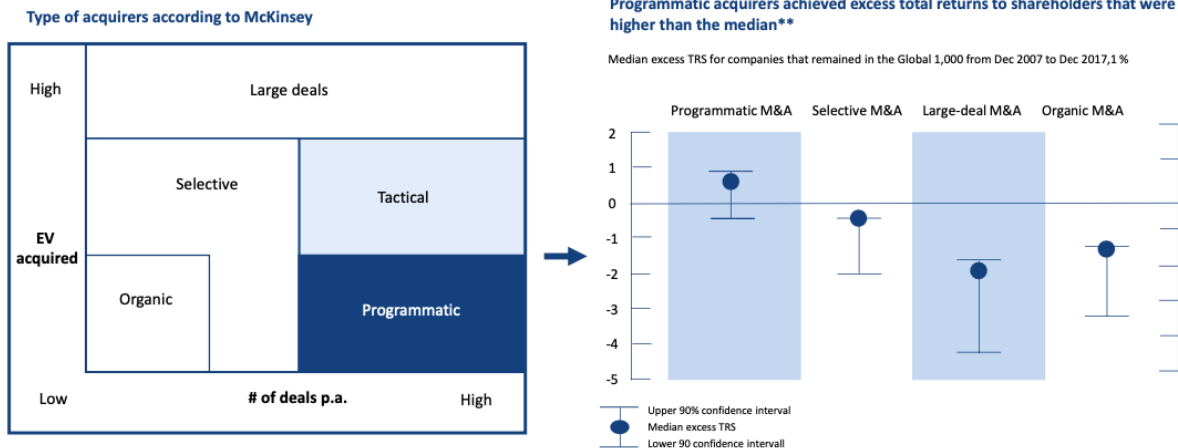 Type of acquirers according to McKinsey
High
Large deals
Selective
Tactical
EV
acquired
Organic
Programmatic
Low
# of deals p.a.
High
Programmatic acquirers achieved excess total returns to shareholders that were
higher than the median**
Median excess TRS for companies that remained in the Global 1,000 from Dec 2007 to Dec 2017,1 %
Programmatic M&A Selective M&A Large-deal M&A Organic M&A
2
1
0
-1
-2
-3
-4
-5
Upper 90% confidence interval
Median excess TRS
Lower 90 confidence intervall